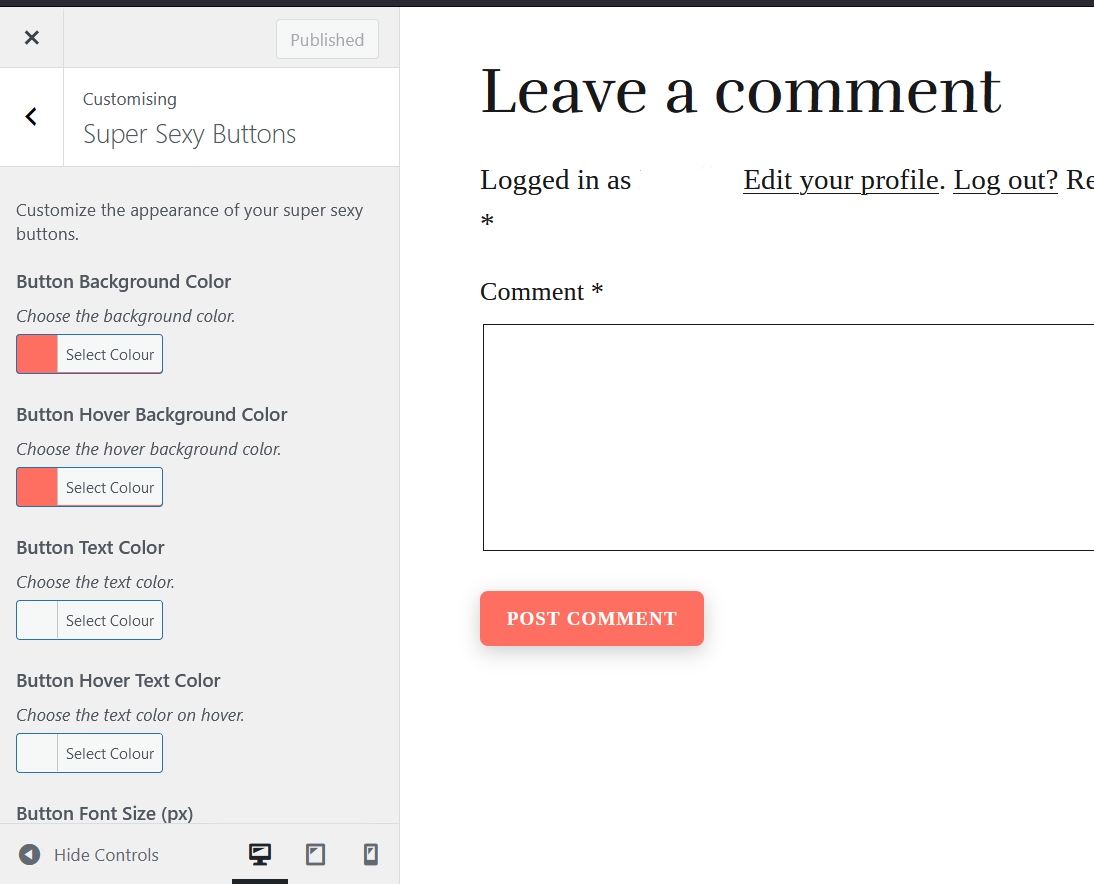 Published
Customising
Super Sexy Buttons
Customize the appearance of your super sexy
buttons.
Button Background Color
Choose the background color.
Select Colour
Button Hover Background Color
Choose the hover background color.
Select Colour
Button Text Color
Choose the text color.
Select Colour
Button Hover Text Color
Choose the text color on hover.
Select Colour
Button Font Size (px)
Hide Controls
Leave a comment
Logged in as Edit your profile. Log out? Re
*
Comment *
POST COMMENT